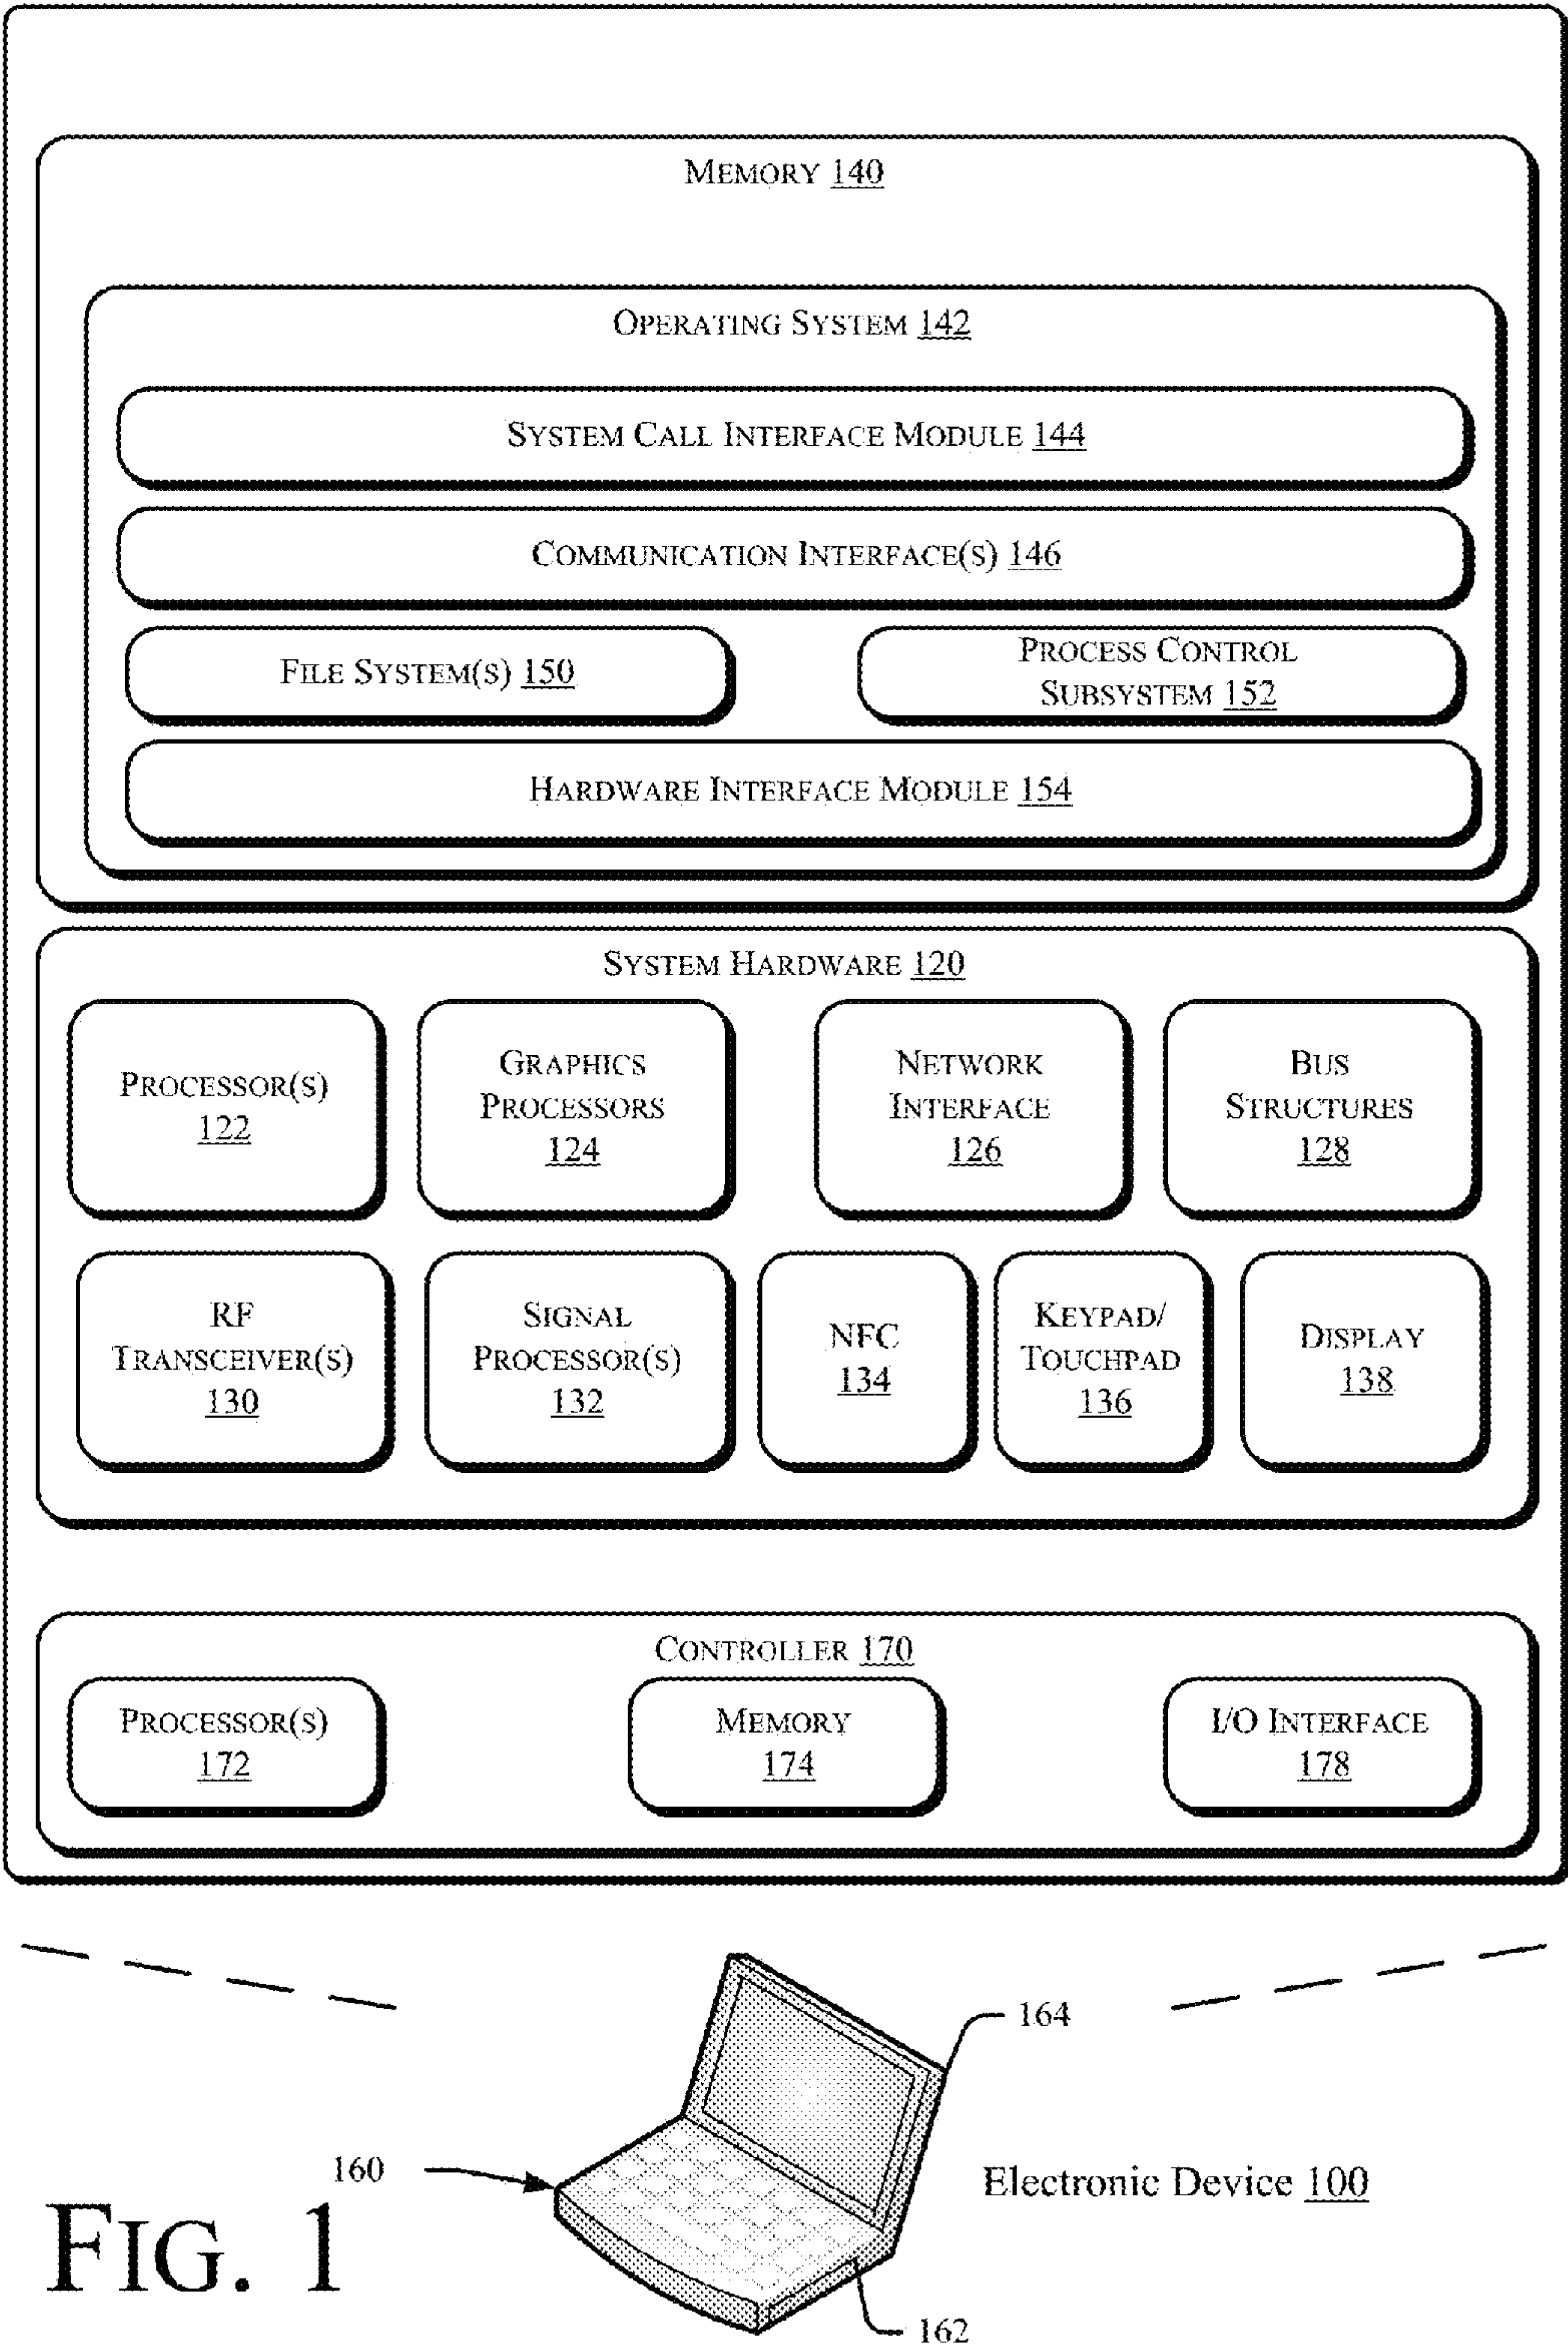 MEMORY 140
OPERATING SYSTEM 142
SYSTEM CALL INTERFACE MODULE 144
COMMUNICATION INTERFACE(S) 146
FILE SYSTEM(S) 150
PROCESS CONTROL
SUBSYSTEM 152
HARDWARE INTERFACE MODULE 154
SYSTEM HARDWARE 120
PROCESSOR(S)
122
GRAPHICS
PROCESSORS
124
NETWORK
INTERFACE
126
BUS
STRUCTURES
128
RF
TRANSCEIVER(S)
130
SIGNAL
PROCESSOR(S)
132
NFC
134
KEYPAD/
TOUCHPAD
136
DISPLAY
138
CONTROLLER 170
PROCESSOR(S)
172
MEMORY
174
I/O INTERFACE
178
164
160
Electronic Device 100
FIG. 1
162